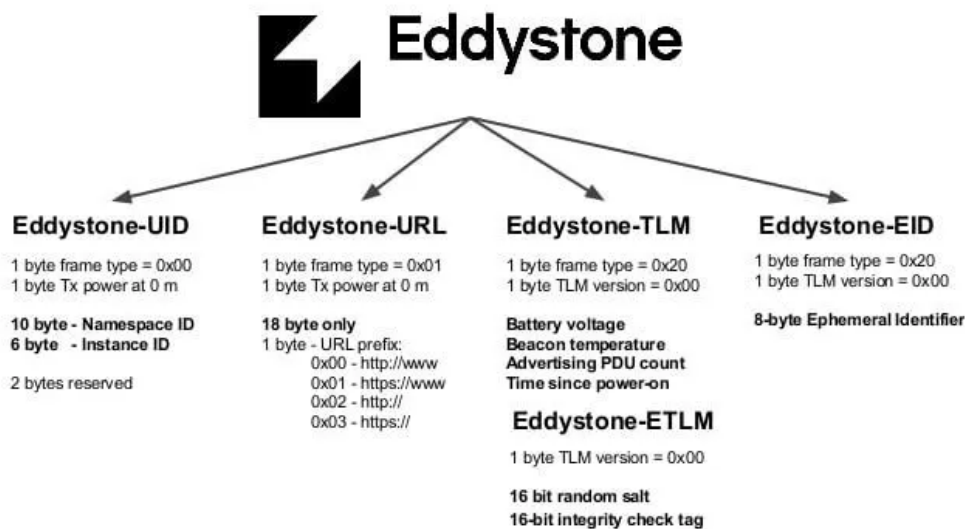 Eddystone
Eddystone-UID
1 byte frame type = 0x00
1 byte Tx power at 0 m
10 byte - Namespace ID
6 byte - Instance ID
2 bytes reserved
Eddystone-URL
1 byte frame type = 0x01
1 byte Tx power at 0 m
18 byte only
1 byte - URL prefix:
0x00 - http://www
0x01 - https://www
0x02 - http://
0x03 - https://
Eddystone-TLM
1 byte frame type = 0x20
1 byte TLM version = 0x00
Battery voltage
Beacon temperature
Advertising PDU count
Time since power-on
Eddystone-ETLM
1 byte TLM version = 0x00
16 bit random salt
16-bit integrity check tag
Eddystone-EID
1 byte frame type = 0x20
1 byte TLM version = 0x00
8-byte Ephemeral Identifier